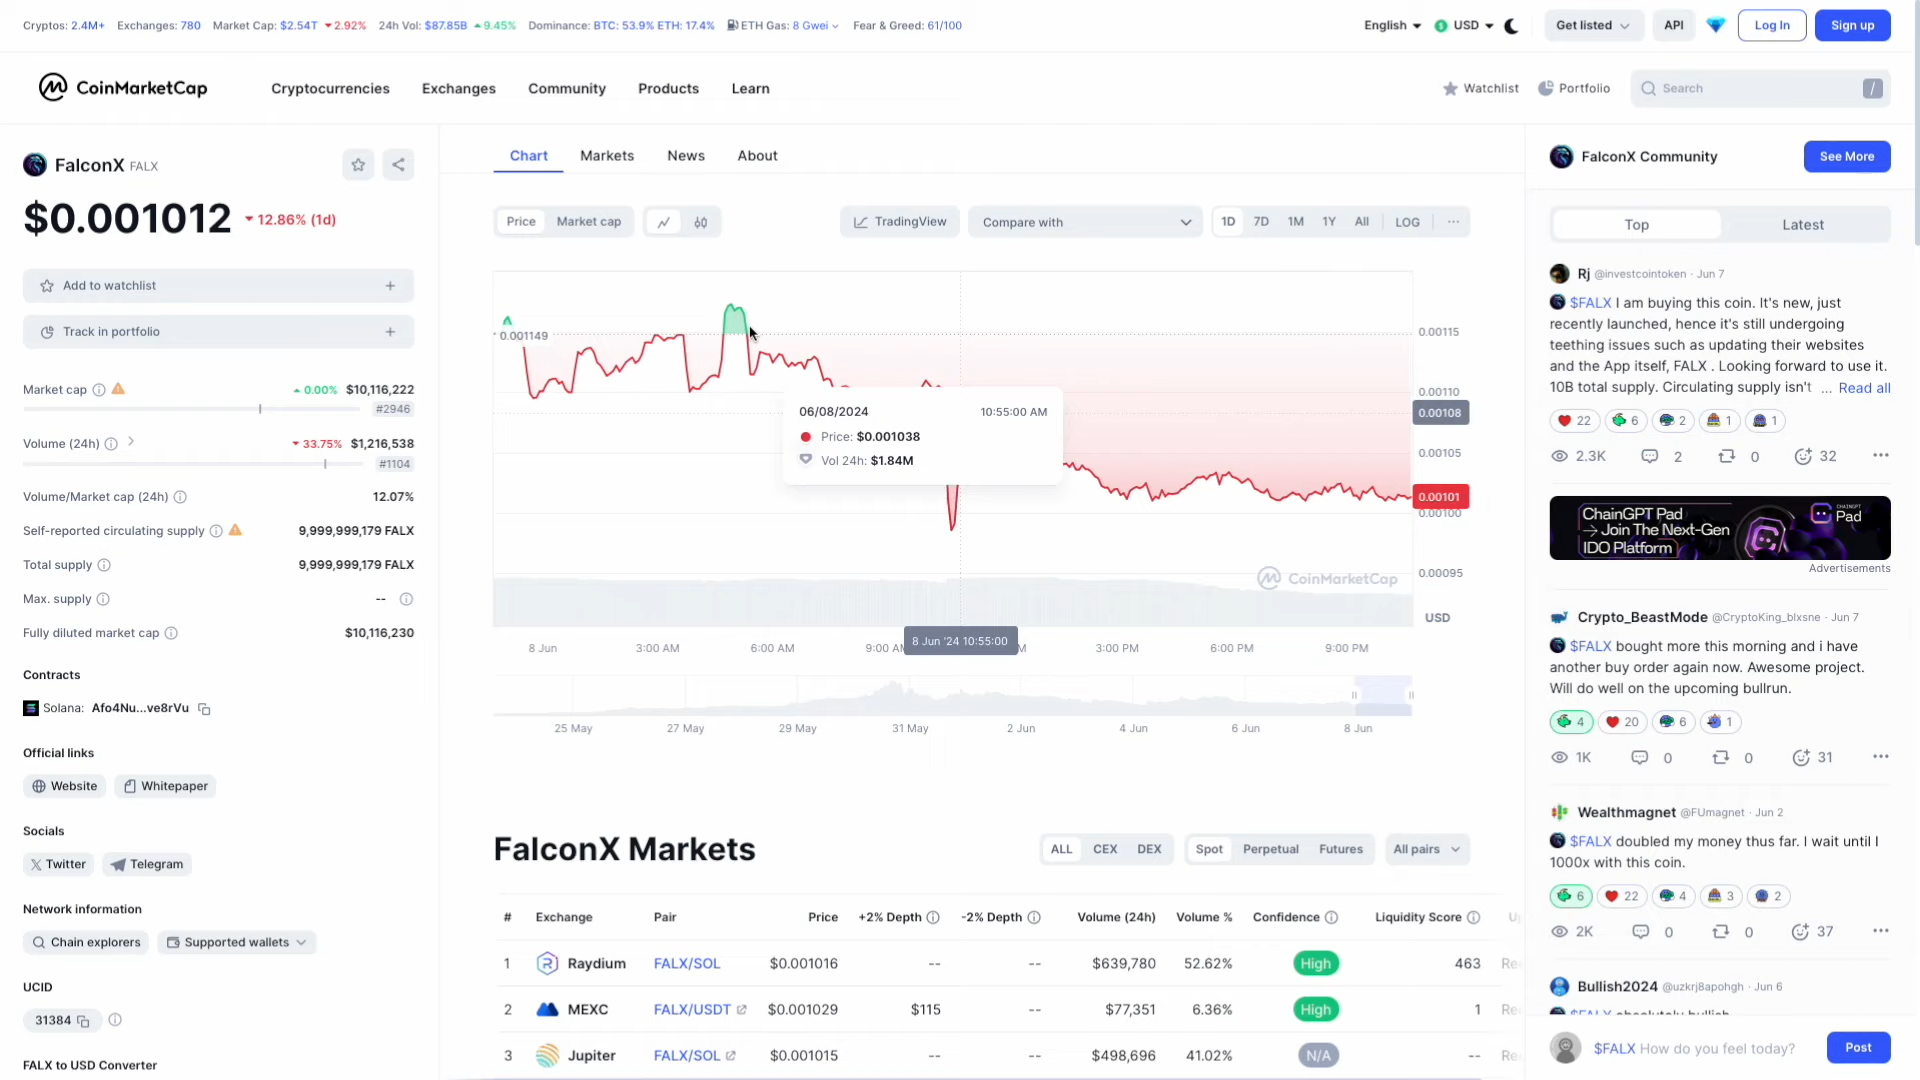 Cryptos: 2.4M+ Exchanges: 780 Market Cap: $2.54T 2.92% 24h Vol: $87.85B 9.45% Dominance: BTC: 53.9% ETH: 17.4% ETH Gas: 8 Gwei Fear & Greed: 61/100
English USD Get listed API Log In Sign up
CoinMarketCap Cryptocurrencies Exchanges Community Products Learn
Watchlist Portfolio Search /
FalconX FALX
$0.001012 12.86% (1d)
Add to watchlist +
Track in portfolio +
Market cap 0.00% $10,116,222
#2946
Volume (24h) 33.75% $1,216,538
#1104
Volume/Market cap (24h) 12.07%
Self-reported circulating supply 9,999,999,179 FALX
Total supply 9,999,999,179 FALX
Max. supply --
Fully diluted market cap $10,116,230
Contracts
Solana: Afo4Nu...ve8rVu
Official links
Website Whitepaper
Socials
Twitter Telegram
Network information
Chain explorers Supported wallets
UCID
31384
FALX to USD Converter
Chart Markets News About
Price Market cap TradingView Compare with 1D 7D 1M 1Y All LOG ...
0.001149
0.00115
0.00110
0.00108
0.00105
0.00101
0.00100
0.00095
06/08/2024 10:55:00 AM
Price: $0.001038
Vol 24h: $1.84M
CoinMarketCap
USD
8 Jun 3:00 AM 6:00 AM 9:00 AM 8 Jun '24 10:55:00 3:00 PM 6:00 PM 9:00 PM
25 May 27 May 29 May 31 May 2 Jun 4 Jun 6 Jun 8 Jun
FalconX Markets ALL CEX DEX Spot Perpetual Futures All pairs
# Exchange Pair Price +2% Depth -2% Depth Volume (24h) Volume % Confidence Liquidity Score
1 Raydium FALX/SOL $0.001016 -- -- $639,780 52.62% High 463
2 MEXC FALX/USDT $0.001029 $115 -- $77,351 6.36% High 1
3 Jupiter FALX/SOL $0.001015 -- -- $498,696 41.02% N/A --
FalconX Community See More
Top Latest
Rj @investcointoken · Jun 7
$FALX I am buying this coin. It's new, just
recently launched, hence it's still undergoing
teething issues such as updating their websites
and the App itself, FALX . Looking forward to use it.
10B total supply. Circulating supply isn't ... Read all
22 6 2 1 1
2.3K 2 0 32 ...
ChainGPT Pad
→ Join The Next-Gen
IDO Platform
CHAINGPT
Pad
Advertisements
Crypto_BeastMode @CryptoKing_blxsne · Jun 7
$FALX bought more this morning and i have
another buy order again now. Awesome project.
Will do well on the upcoming bullrun.
4 20 6 1
1K 0 0 31 ...
Wealthmagnet @FUmagnet · Jun 2
$FALX doubled my money thus far. I wait until I
1000x with this coin.
6 22 4 3 2
2K 0 0 37 ...
Bullish2024 @uzkrj8apohgh · Jun 6
$FALX absolutely bullish
$FALX How do you feel today? Post